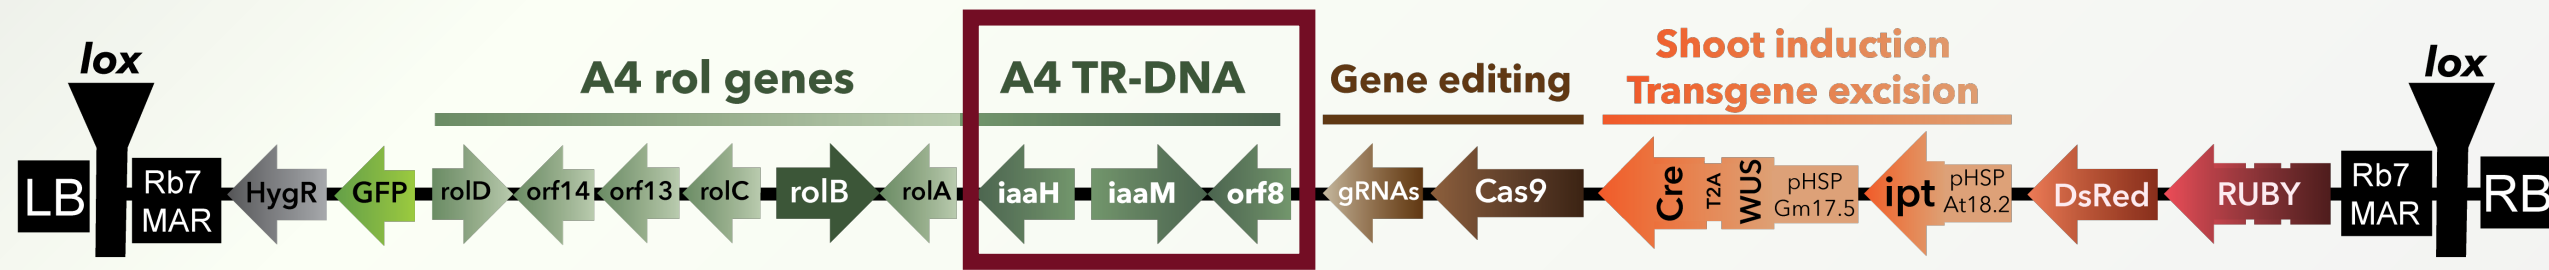 lox
A4 rol genes
A4 TR-DNA
Gene editing
Shoot induction
Transgene excision
lox
LB
Rb7
MAR
HygR
GFP
rolD
orf14
orf13
rolC
rolB
rolA
iaaH
iaaM
orf8
gRNAs
Cas9
Cre
T2A
WUS
pHSP
Gm17.5
ipt
pHSP
At18.2
DsRed
RUBY
Rb7
MAR
RB